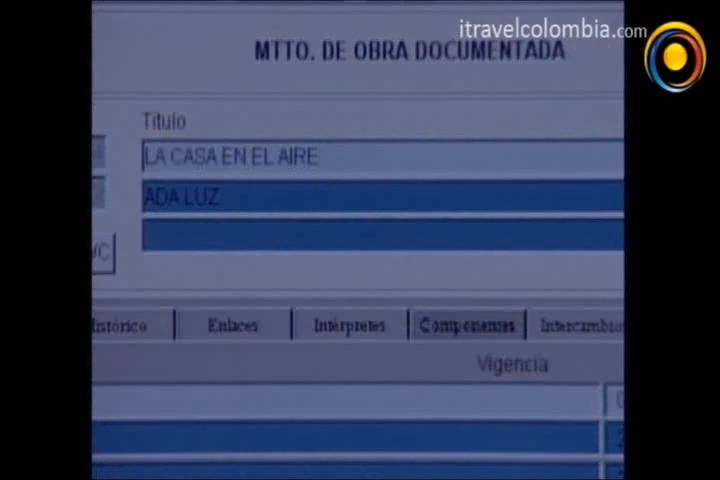 itravelcolombia.com
MTTO. DE OBRA DOCUMENTADA
Título
LA CASA EN EL AIRE
ADA LUZ
/C
Histórico Enlaces Intérpretes Componentes Intercambio
Vigencia